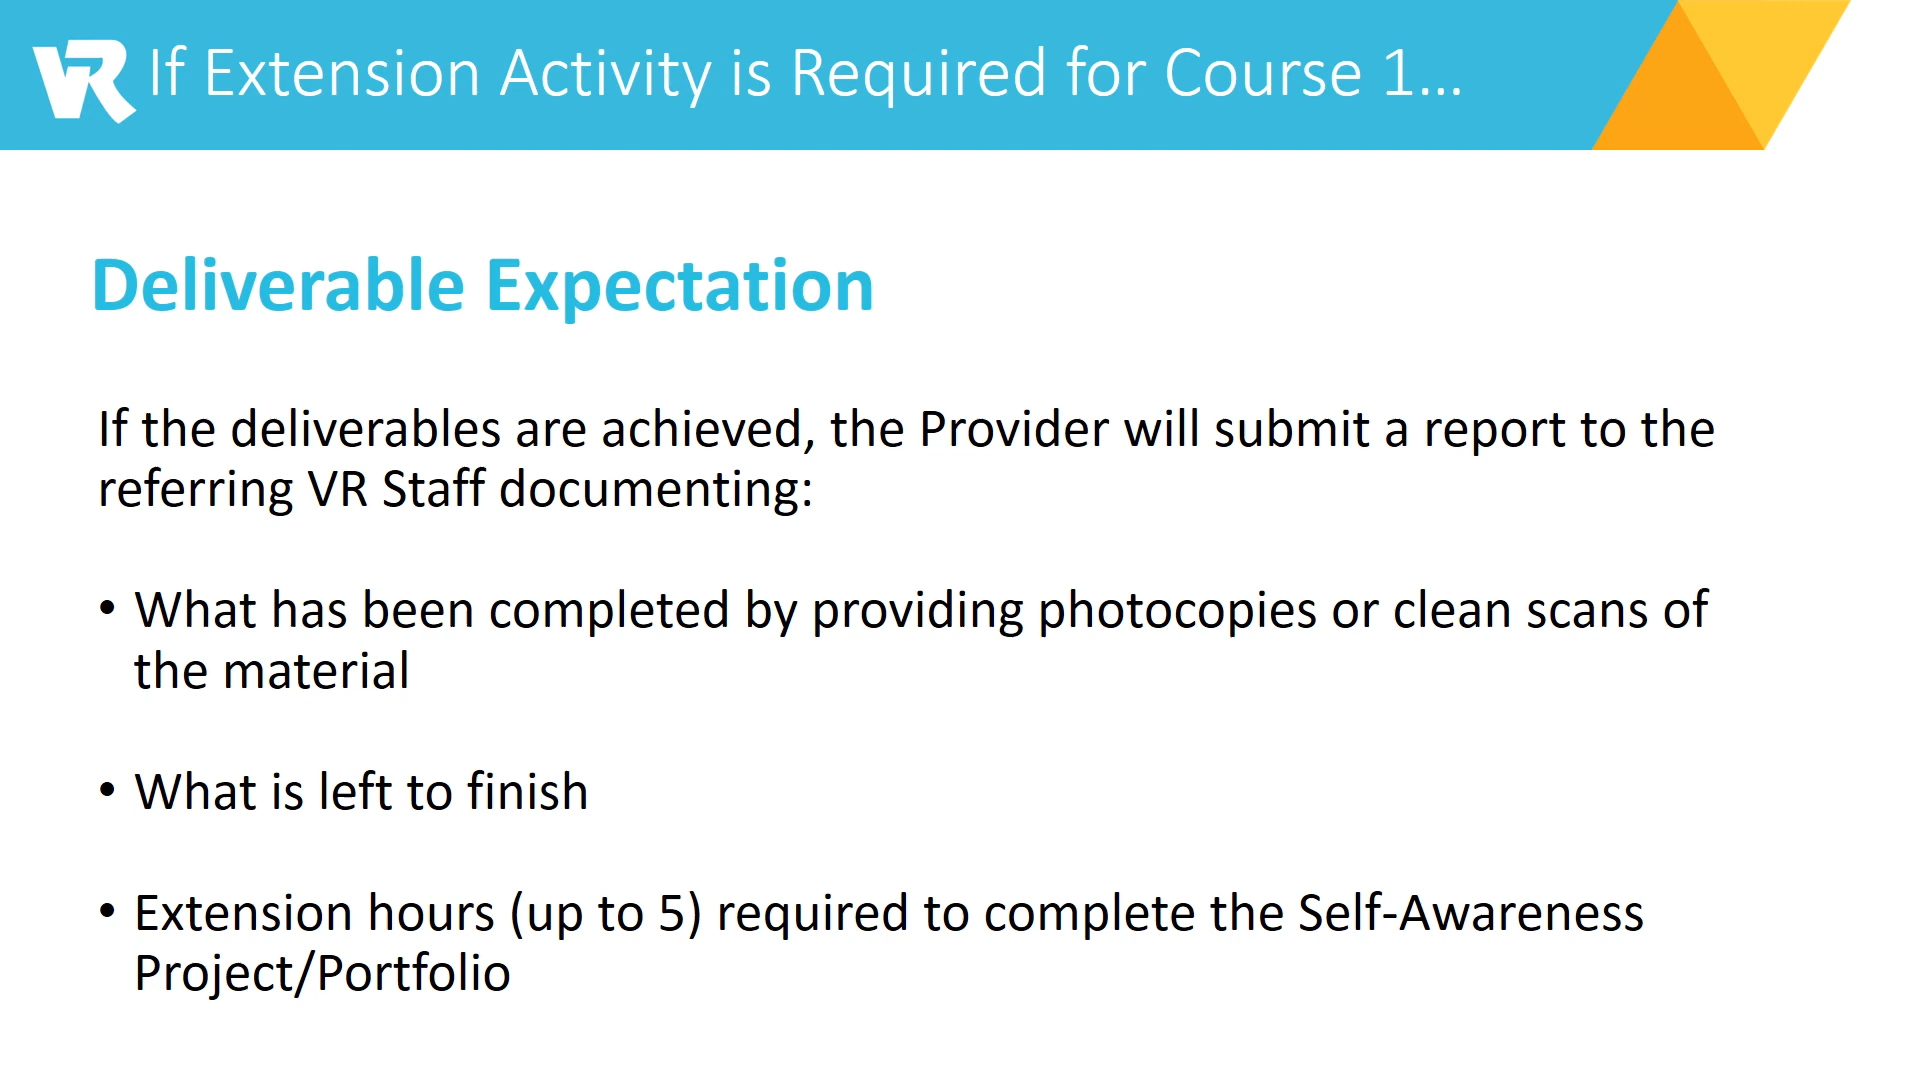 VR
If Extension Activity is Required for Course 1...
Deliverable Expectation
If the deliverables are achieved, the Provider will submit a report to the
referring VR Staff documenting:
• What has been completed by providing photocopies or clean scans of
the material
• What is left to finish
• Extension hours (up to 5) required to complete the Self-Awareness
Project/Portfolio